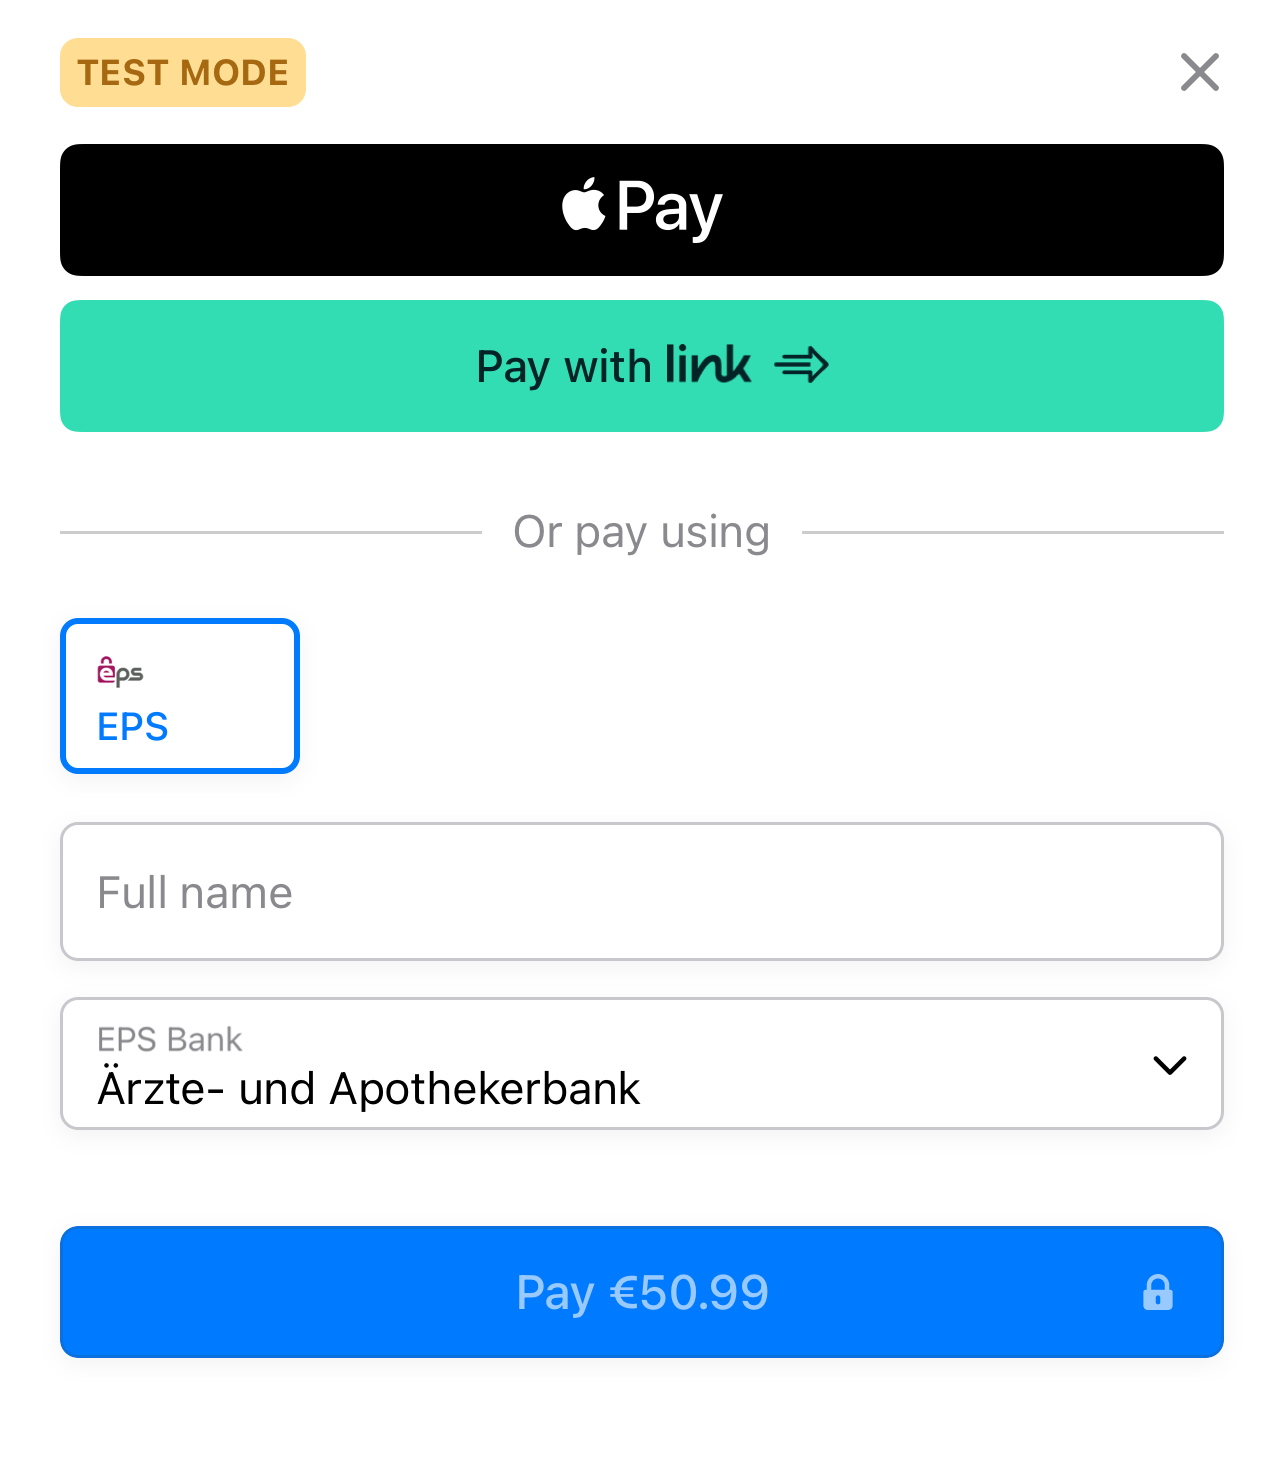 TEST MODE
Pay
Pay with link
Or pay using
eps
EPS
Full name
EPS Bank
Ärzte- und Apothekerbank
Pay €50.99